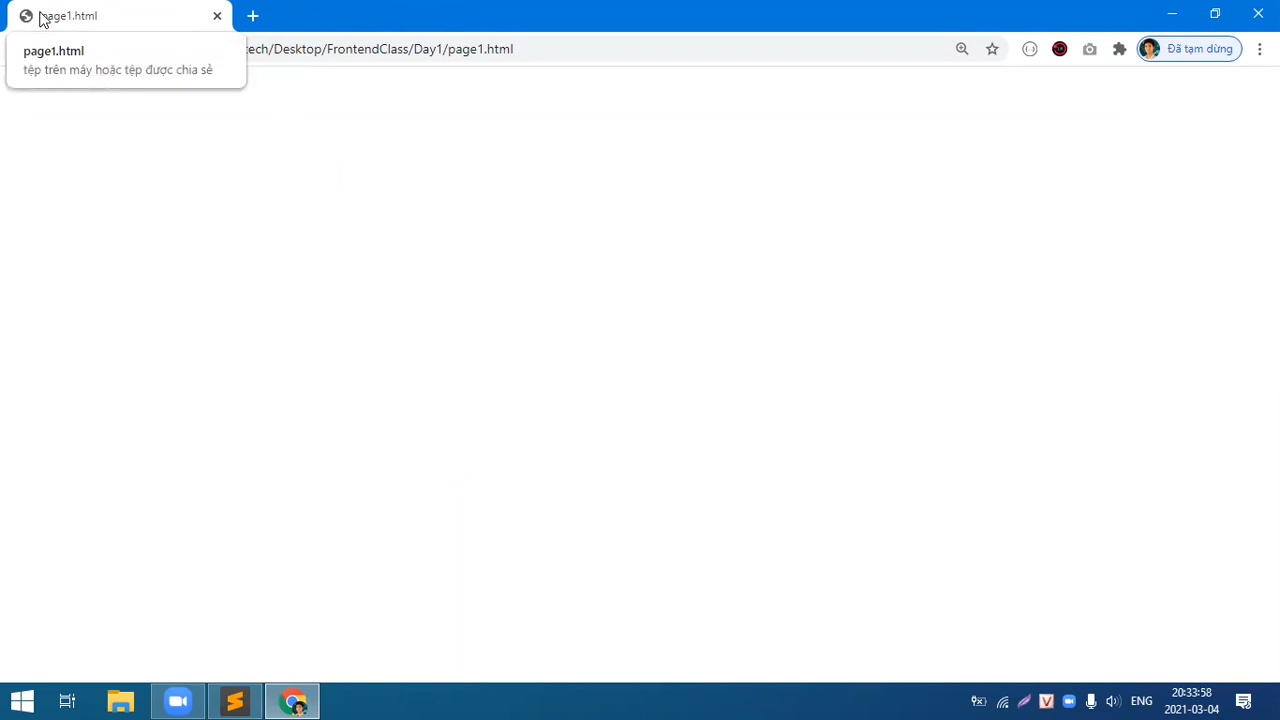 page1.html
page1.html
tệp trên máy hoặc tệp được chia sẻ
tech/Desktop/FrontendClass/Day1/page1.html
Đã tạm dừng
ENG
20:33:58
2021-03-04